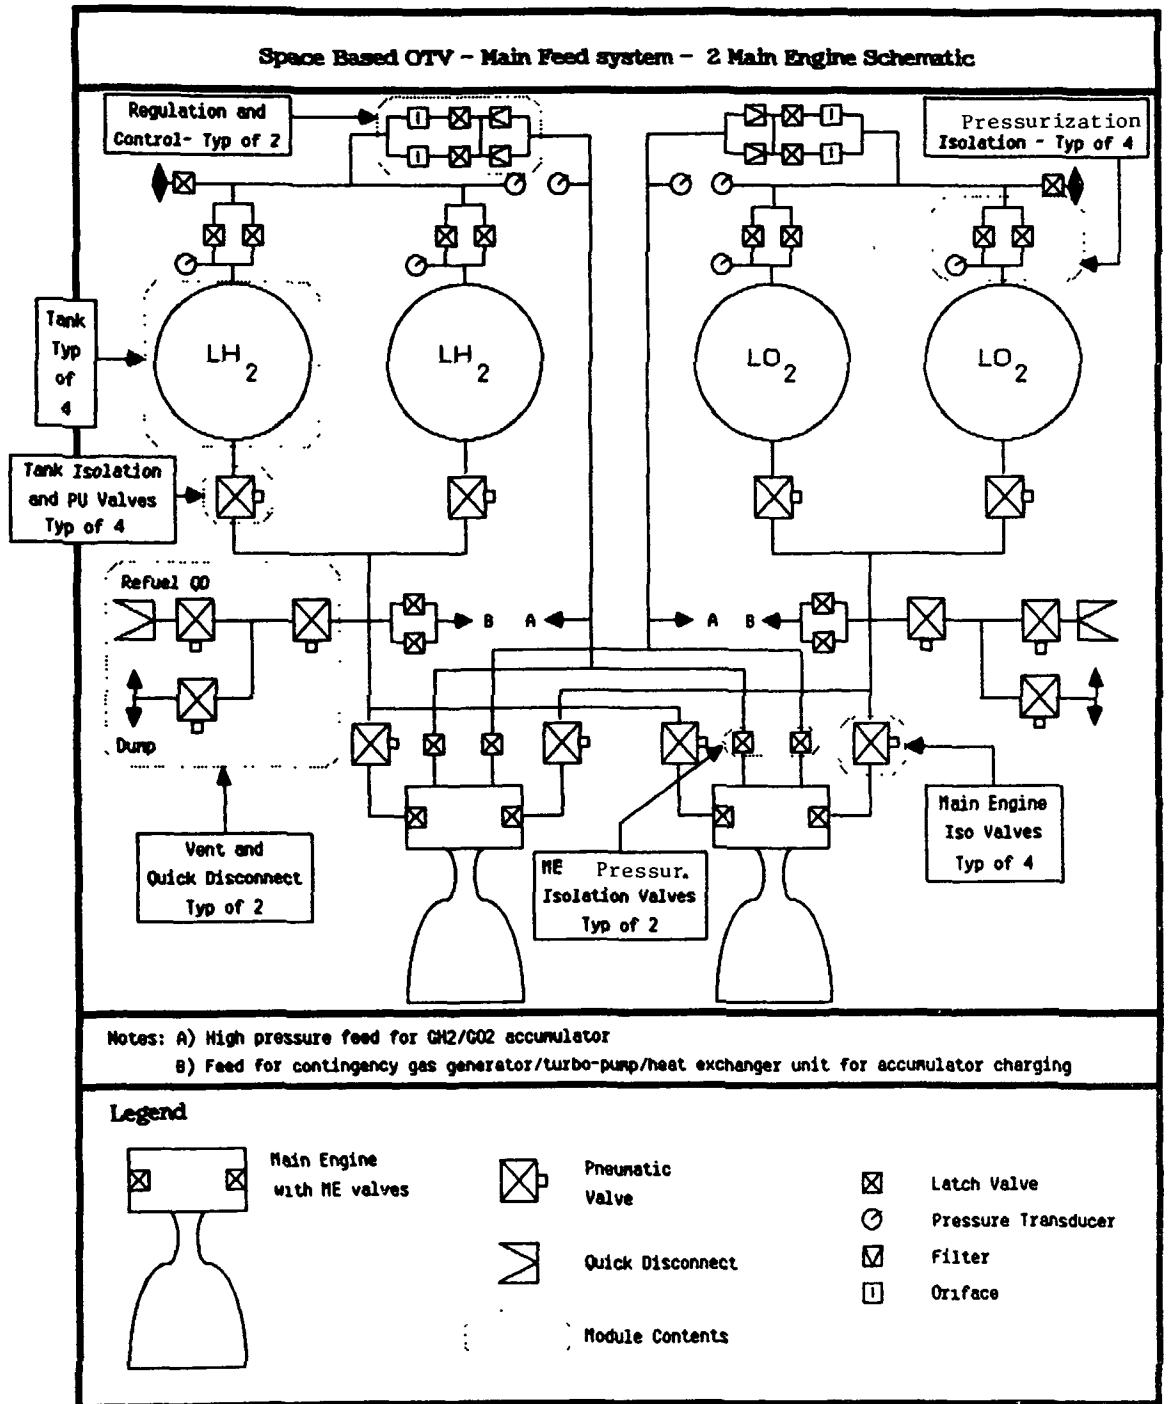 Space Based OTV - Main Feed system - 2 Main Engine Schematic
Regulation and
Control- Typ of 2
Pressurization
Isolation - Typ of 4
Tank
Typ
of
4
LH2
LH2
LO2
LO2
Tank Isolation
and PU Valves
Typ of 4
Refuel QD
B A
A B
Dump
Vent and
Quick Disconnect
Typ of 2
ME Pressur.
Isolation Valves
Typ of 2
Main Engine
Iso Valves
Typ of 4
Notes: A) High pressure feed for GH2/GO2 accumulator
B) Feed for contingency gas generator/turbo-pump/heat exchanger unit for accumulator charging
Legend
Main Engine
with ME valves
Pneumatic
Valve
Quick Disconnect
Module Contents
Latch Valve
Pressure Transducer
Filter
Oriface